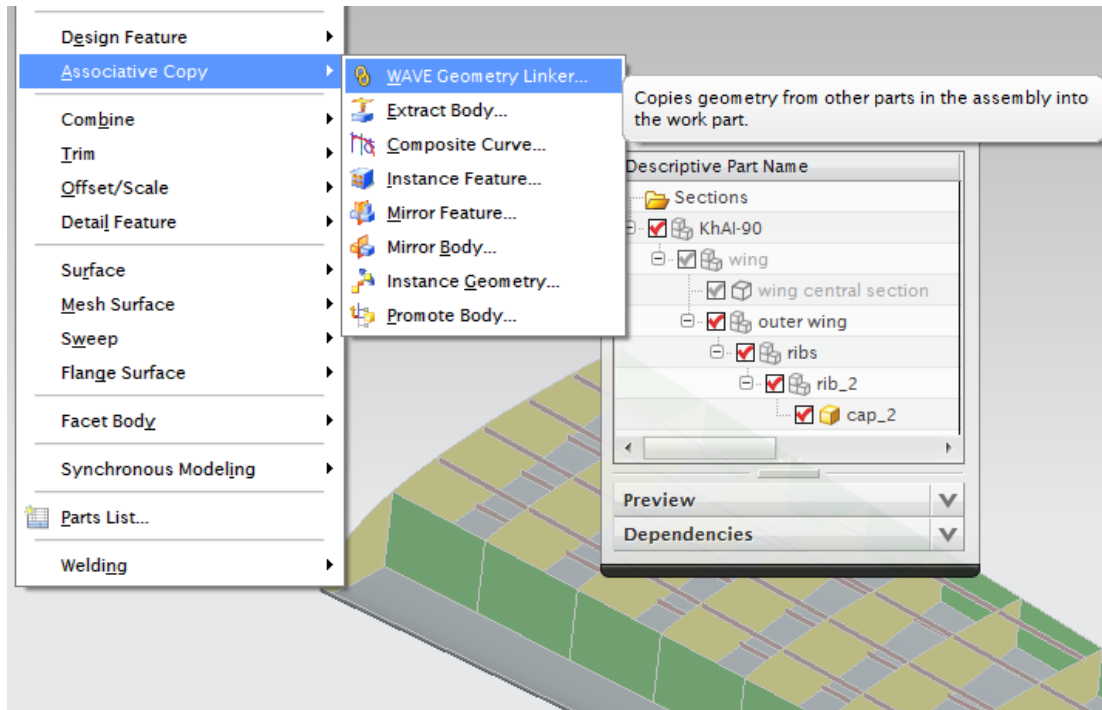 Design Feature
Associative Copy
Combine
Trim
Offset/Scale
Detail Feature
Surface
Mesh Surface
Sweep
Flange Surface
Facet Body
Synchronous Modeling
Parts List...
Welding
WAVE Geometry Linker...
Extract Body...
Composite Curve...
Instance Feature...
Mirror Feature...
Mirror Body...
Instance Geometry...
Promote Body...
Copies geometry from other parts in the assembly into
the work part.
Descriptive Part Name
Sections
KhAI-90
wing
wing central section
outer wing
ribs
rib_2
cap_2
Preview
Dependencies